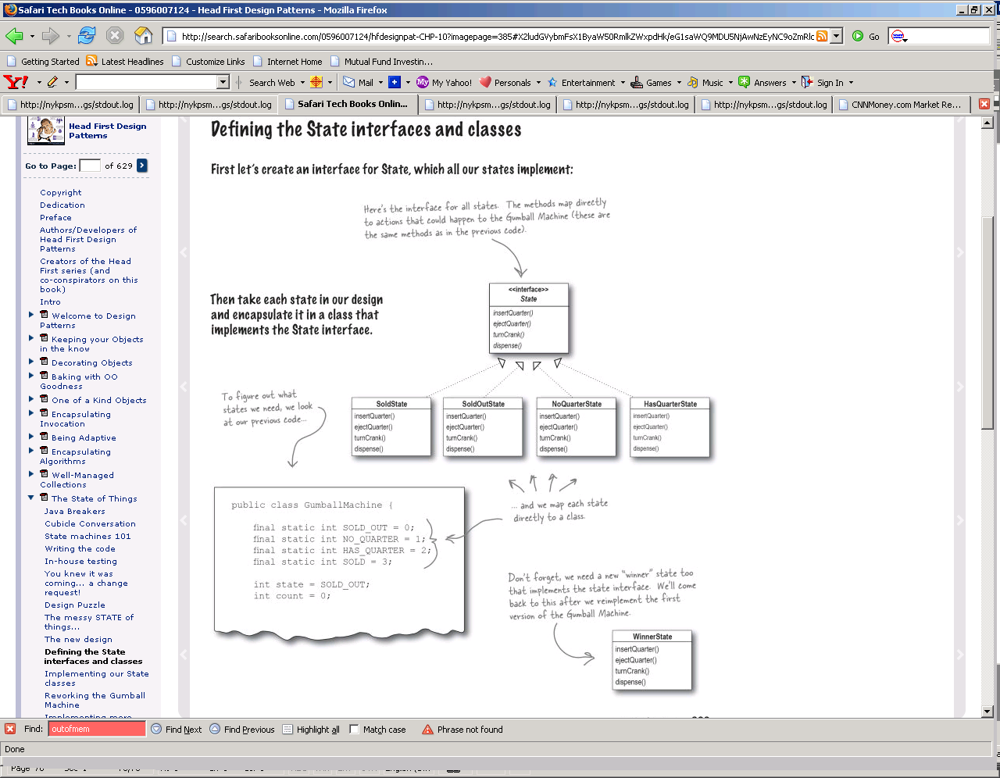 Safari Tech Books Online - 0596007124 - Head First Design Patterns - Mozilla Firefox
http://search.safaribooksonline.com/0596007124/hfdesignpat-CHP-10?imagepage=385#X2ludGVybmFsX1ByaW50RmlkZWxpdHk/eG1saWQ9MDU5NjAwNzEyNC9oZmRlc
Go
Getting Started Latest Headlines Customize Links Internet Home Mutual Fund Investin...
Y! Search Web Mail My Yahoo! Personals Entertainment Games Music Answers Sign In
http://nykpsm...gs/stdout.log http://nykpsm...gs/stdout.log Safari Tech Books Onlin... http://nykpsm...gs/stdout.log http://nykpsm...gs/stdout.log http://nykpsm...gs/stdout.log CNNMoney.com Market Re...
Head First Design
Patterns
Go to Page: of 629
Copyright
Dedication
Preface
Authors/Developers of
Head First Design
Patterns
Creators of the Head
First series (and
co-conspirators on this
book)
Intro
Welcome to Design
Patterns
Keeping your Objects
in the know
Decorating Objects
Baking with OO
Goodness
One of a Kind Objects
Encapsulating
Invocation
Being Adaptive
Encapsulating
Algorithms
Well-Managed
Collections
The State of Things
Java Breakers
Cubicle Conversation
State machines 101
Writing the code
In-house testing
You knew it was
coming... a change
request!
Design Puzzle
The messy STATE of
things...
The new design
Defining the State
interfaces and classes
Implementing our State
classes
Reworking the Gumball
Machine
Implementing more
Defining the State interfaces and classes
First let's create an interface for State, which all our states implement:
Here's the interface for all states. The methods map directly
to actions that could happen to the Gumball Machine (these are
the same methods as in the previous code).
Then take each state in our design
and encapsulate it in a class that
implements the State interface.
<<interface>>
State
insertQuarter()
ejectQuarter()
turnCrank()
dispense()
To figure out what
states we need, we look
at our previous code...
SoldState
insertQuarter()
ejectQuarter()
turnCrank()
dispense()
SoldOutState
insertQuarter()
ejectQuarter()
turnCrank()
dispense()
NoQuarterState
insertQuarter()
ejectQuarter()
turnCrank()
dispense()
HasQuarterState
insertQuarter()
ejectQuarter()
turnCrank()
dispense()
public class GumballMachine {
final static int SOLD_OUT = 0;
final static int NO_QUARTER = 1;
final static int HAS_QUARTER = 2;
final static int SOLD = 3;
int state = SOLD_OUT;
int count = 0;
... and we map each state
directly to a class.
Don't forget, we need a new "winner" state too
that implements the state interface. We'll come
back to this after we reimplement the first
version of the Gumball Machine.
WinnerState
insertQuarter()
ejectQuarter()
turnCrank()
dispense()
Find: outofmem Find Next Find Previous Highlight all Match case Phrase not found
Done